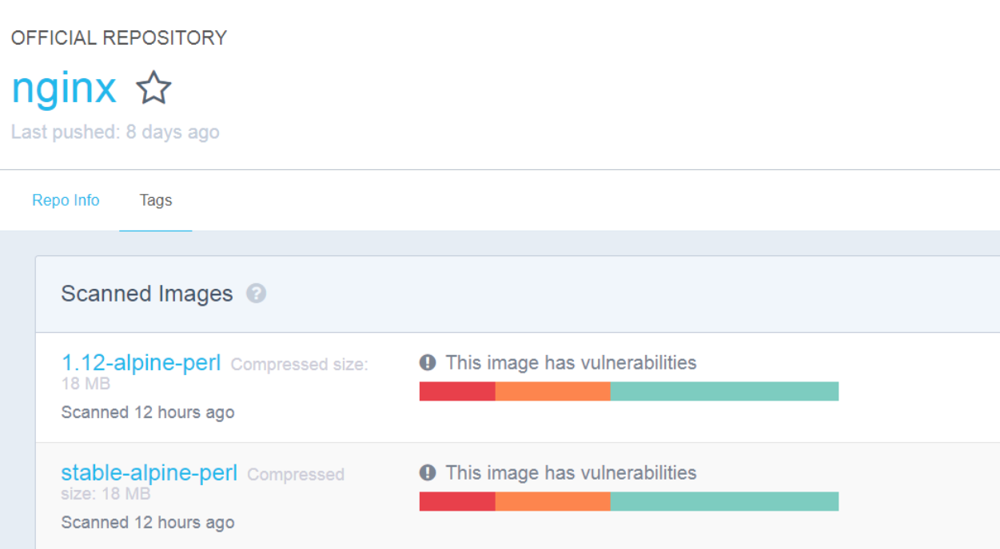 OFFICIAL REPOSITORY
nginx
Last pushed: 8 days ago
Repo Info Tags
Scanned Images ?
1.12-alpine-perl Compressed size:
18 MB
Scanned 12 hours ago
! This image has vulnerabilities
stable-alpine-perl Compressed
size: 18 MB
Scanned 12 hours ago
! This image has vulnerabilities